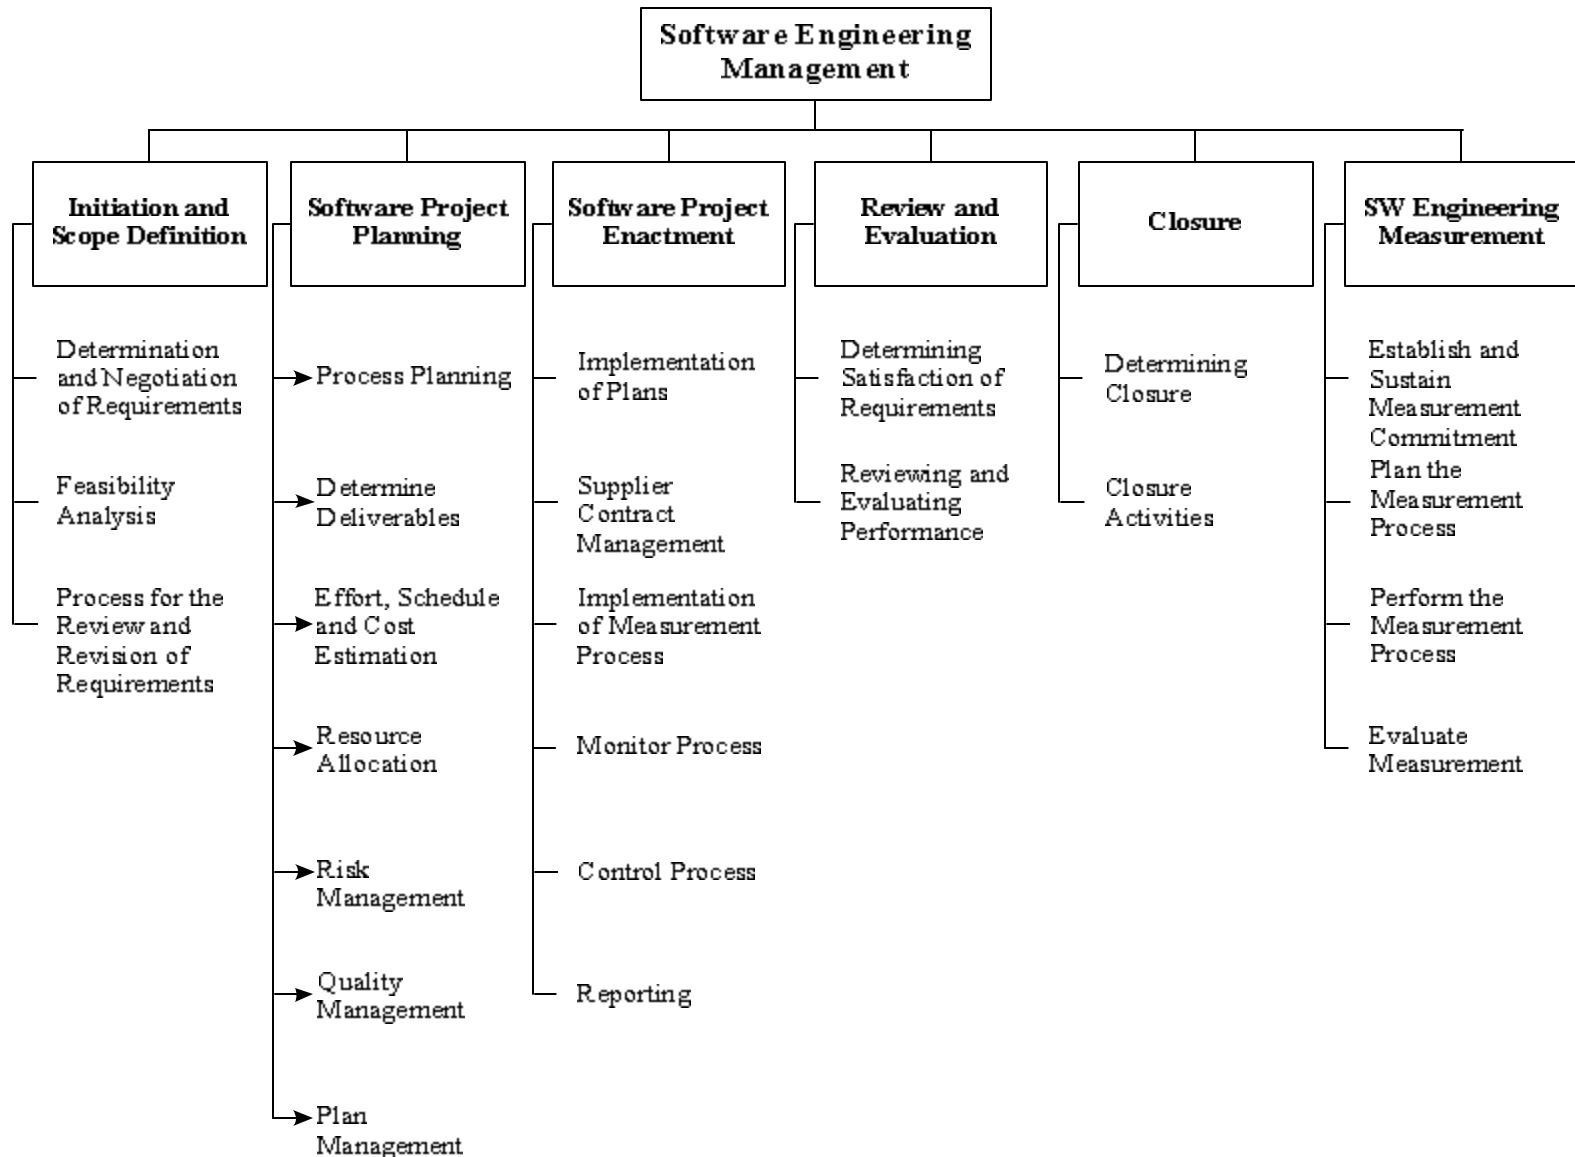 Software Engineering
Management
Initiation and
Scope Definition
Software Project
Planning
Software Project
Enactment
Review and
Evaluation
Closure
SW Engineering
Measurement
Determination
and Negotiation
of Requirements
Feasibility
Analysis
Process for the
Review and
Revision of
Requirements
Process Planning
Determine
Deliverables
Effort, Schedule
and Cost
Estimation
Resource
Allocation
Risk
Management
Quality
Management
Plan
Management
Implementation
of Plans
Supplier
Contract
Management
Implementation
of Measurement
Process
Monitor Process
Control Process
Reporting
Determining
Satisfaction of
Requirements
Reviewing and
Evaluating
Performance
Determining
Closure
Closure
Activities
Establish and
Sustain
Measurement
Commitment
Plan the
Measurement
Process
Perform the
Measurement
Process
Evaluate
Measurement